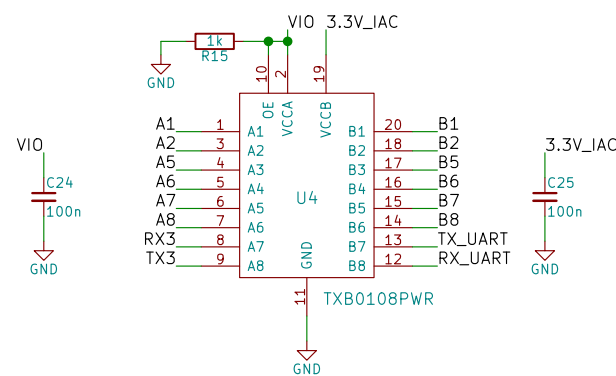 VIO 3.3V_IAC
1k
R15
GND
10 2 19
OE VCCA VCCB
A1 1 A1 B1 20 B1
A2 3 A2 B2 18 B2
A5 4 A3 B3 17 B5
A6 5 A4 B4 16 B6
A7 6 A5 B5 15 B7
A8 7 A6 B6 14 B8
RX3 8 A7 B7 13 TX_UART
TX3 9 A8 B8 12 RX_UART
U4
GND
11
TXB0108PWR
GND
VIO
C24
100n
GND
3.3V_IAC
C25
100n
GND